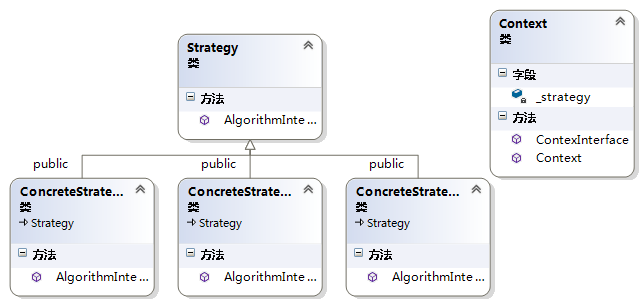 Strategy
类
方法
AlgorithmInte ...
Context
类
字段
_strategy
方法
ContexInterface
Context
public
public
public
ConcreteStrate...
类
Strategy
方法
AlgorithmInte ...
ConcreteStrate...
类
Strategy
方法
AlgorithmInte ...
ConcreteStrate...
类
Strategy
方法
AlgorithmInte ...